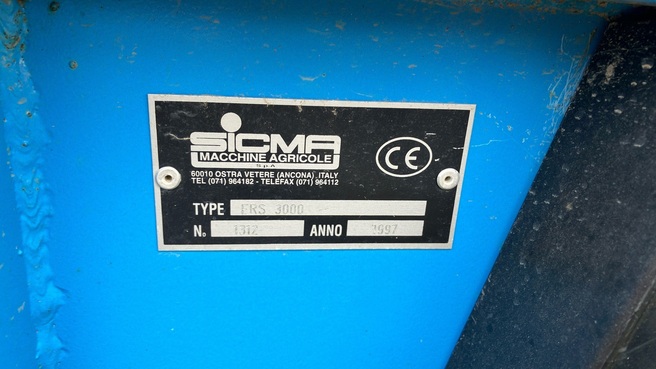 SICMA
MACCHINE AGRICOLE
S.p.A.
60010 OSTRA VETERE (ANCONA) ITALY
TEL (071) 964182 - TELEFAX (071) 964112
CE
TYPE ERS 3000
N. 1312 ANNO 1997